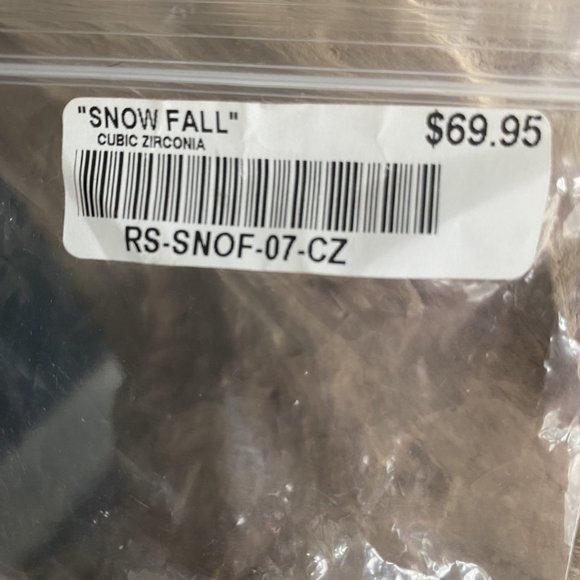 "SNOW FALL"
$69.95
CUBIC ZIRCONIA
RS-SNOF-07-CZ